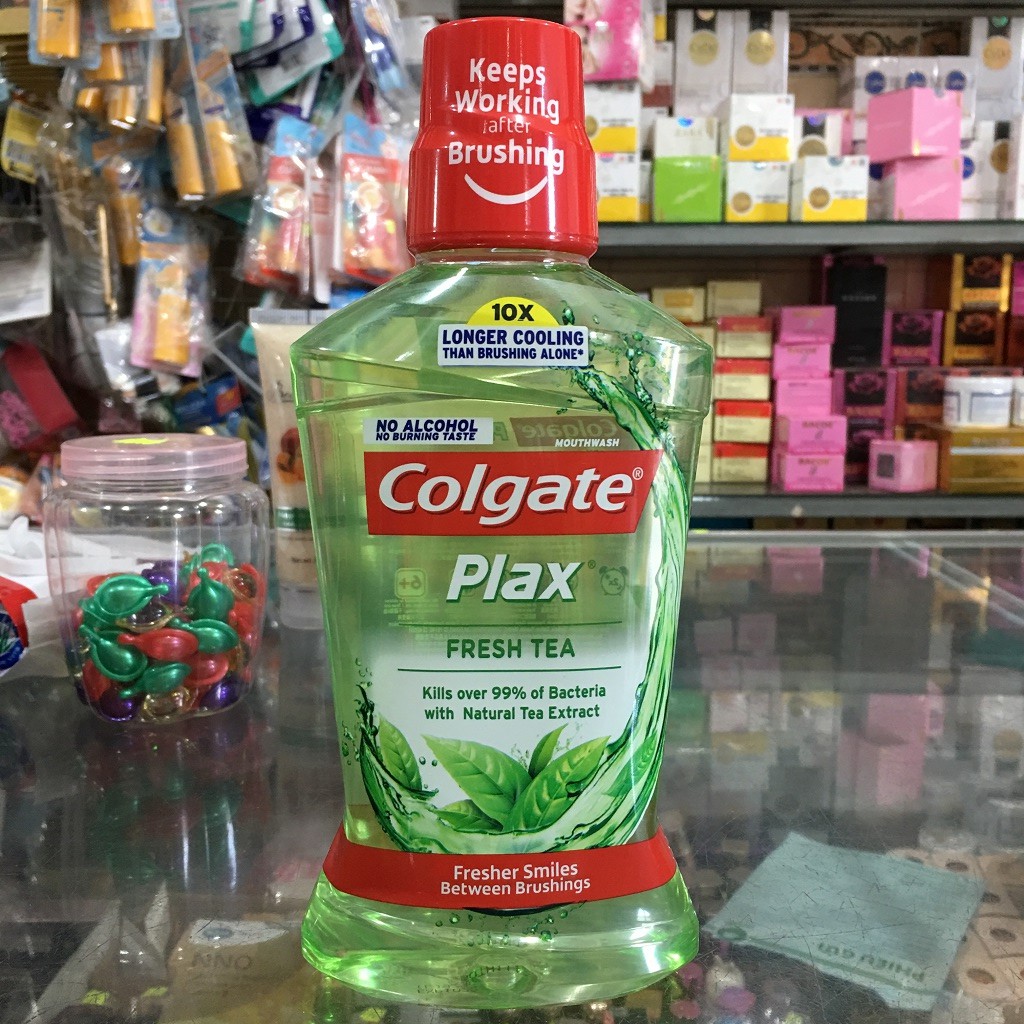 Keeps
Working
after
Brushing
10X
LONGER COOLING
THAN BRUSHING ALONE*
NO ALCOHOL
NO BURNING TASTE
MOUTHWASH
Colgate®
Plax®
FRESH TEA
Kills over 99% of Bacteria
with Natural Tea Extract
Fresher Smiles
Between Brushings
6+